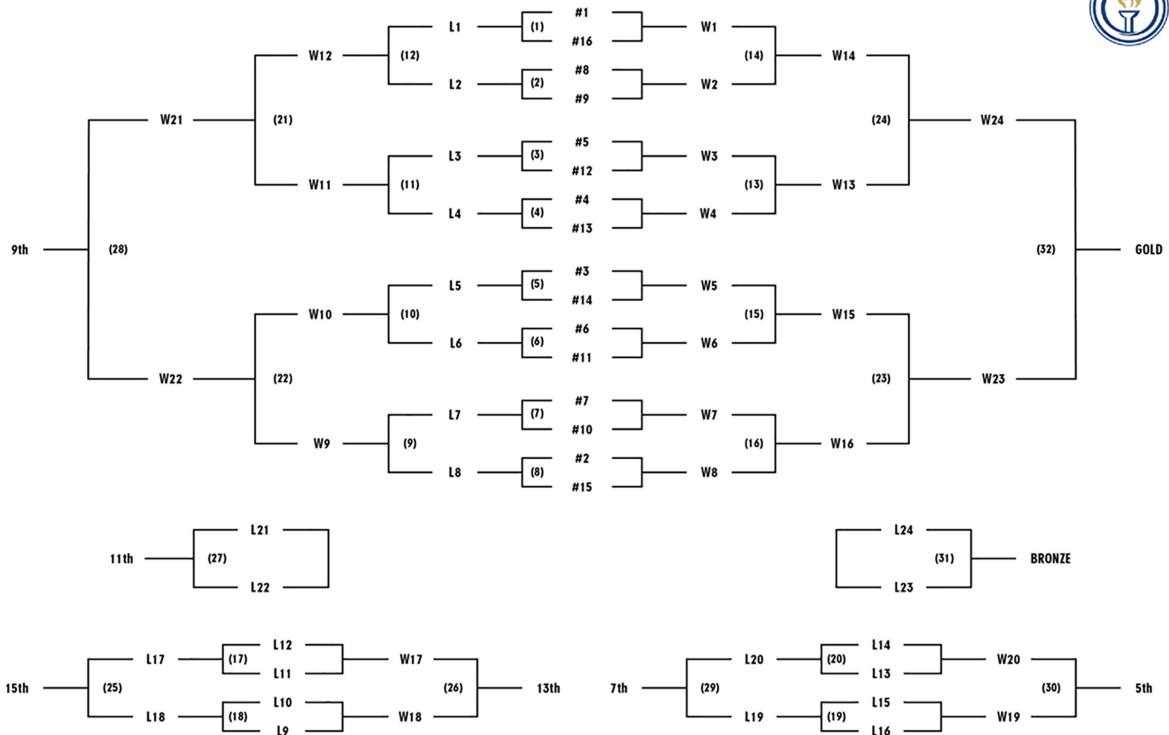 #1
L1 (1) W1
#16
W12 (12) (14) W14
#8
L2 (2) W2
#9
W21 (21) (24) W24
#5
L3 (3) W3
#12
W11 (11) (13) W13
#4
L4 (4) W4
#13
9th (28) (32) GOLD
#3
L5 (5) W5
#14
W10 (10) (15) W15
#6
L6 (6) W6
#11
W22 (22) (23) W23
#7
L7 (7) W7
#10
W9 (9) (16) W16
#2
L8 (8) W8
#15
L21 L24
11th (27) (31) BRONZE
L22 L23
L12 L14
L17 (17) W17 L20 (20) W20
L11 L13
15th (25) (26) 13th 7th (29) (30) 5th
L10 L15
L18 (18) W18 L19 (19) W19
L9 L16